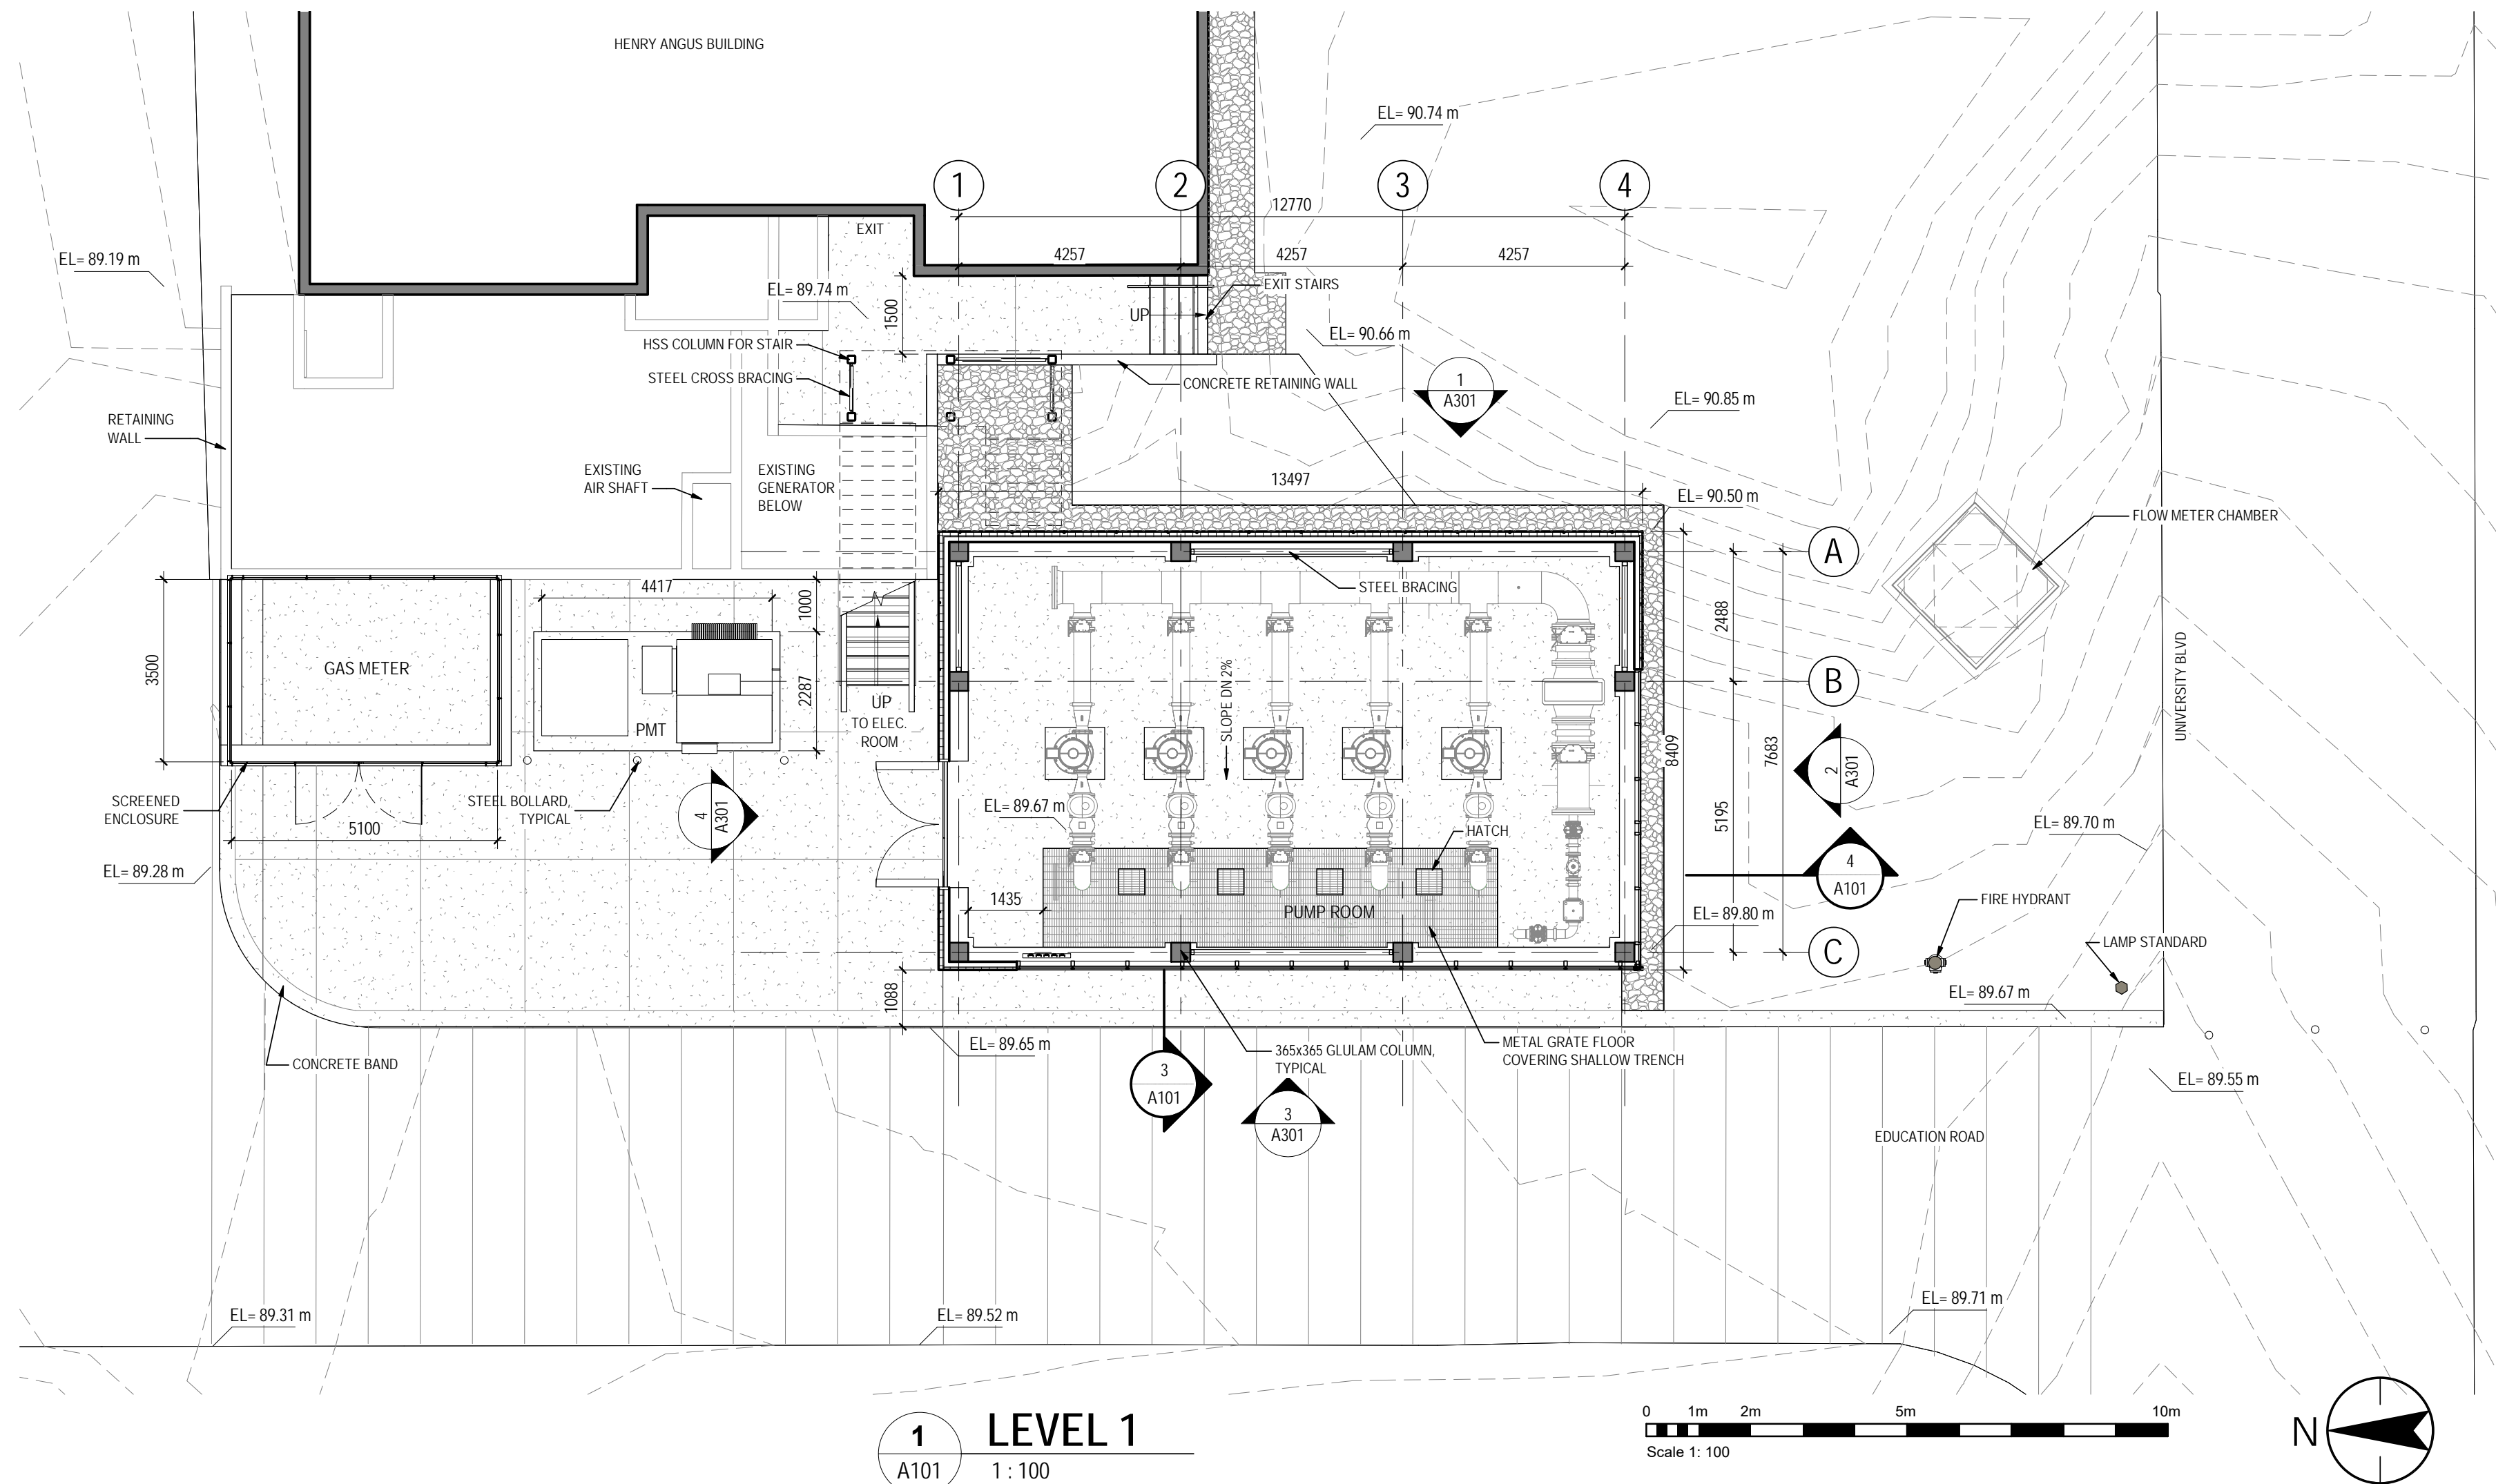 HENRY ANGUS BUILDING
EL= 90.74 m
1
2
3
4
12770
EXIT
4257
4257
4257
EL= 89.19 m
EL= 89.74 m
EXIT STAIRS
1500
UP
EL= 90.66 m
HSS COLUMN FOR STAIR
STEEL CROSS BRACING
CONCRETE RETAINING WALL
1
A301
EL= 90.85 m
RETAINING
WALL
EXISTING
AIR SHAFT
EXISTING
GENERATOR
BELOW
13497
EL= 90.50 m
FLOW METER CHAMBER
A
STEEL BRACING
4417
1000
2488
3500
GAS METER
UNIVERSITY BLVD
B
2287
SLOPE DN 2%
UP
TO ELEC.
ROOM
PMT
8409
7683
2
A301
SCREENED
ENCLOSURE
STEEL BOLLARD,
TYPICAL
4
A301
EL= 89.67 m
5100
HATCH
5195
EL= 89.70 m
EL= 89.28 m
4
A101
1435
PUMP ROOM
EL= 89.80 m
FIRE HYDRANT
C
LAMP STANDARD
1088
EL= 89.67 m
EL= 89.65 m
365x365 GLULAM COLUMN,
TYPICAL
METAL GRATE FLOOR
COVERING SHALLOW TRENCH
CONCRETE BAND
3
A101
3
A301
EL= 89.55 m
EDUCATION ROAD
EL= 89.31 m
EL= 89.52 m
EL= 89.71 m
1
A101
LEVEL 1
1 : 100
0 1m 2m 5m 10m
Scale 1: 100
N